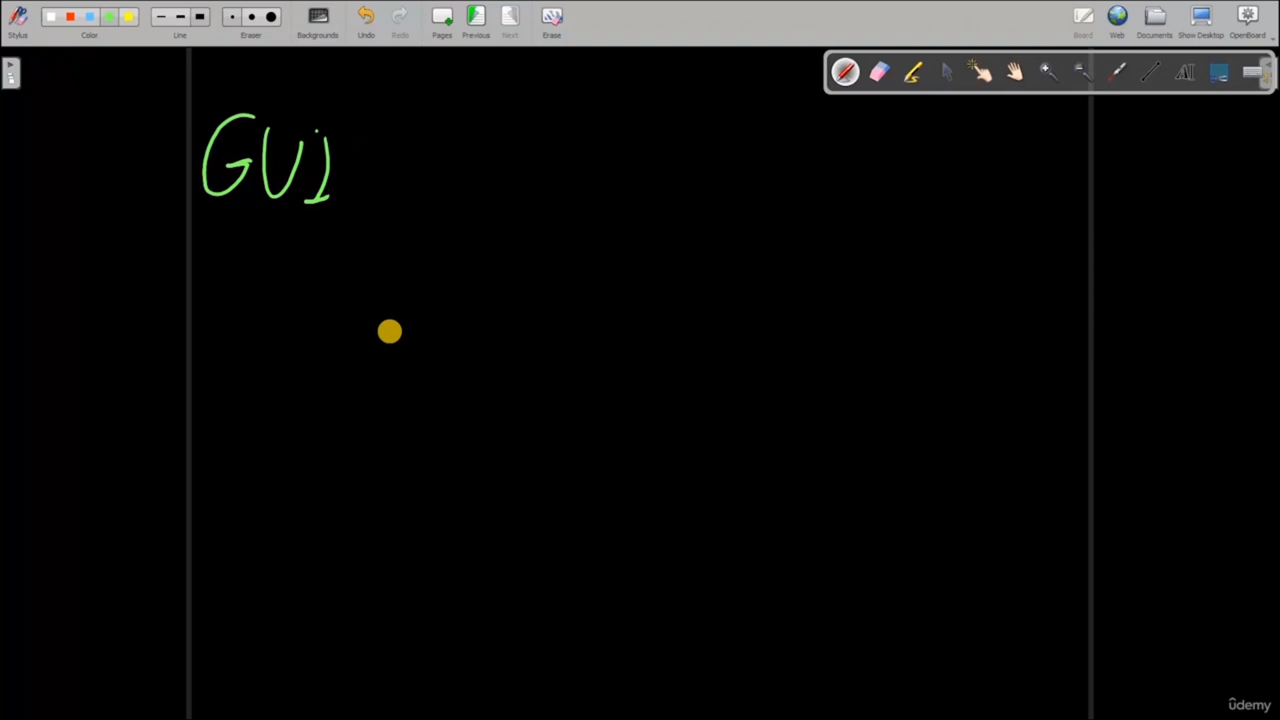 Stylus
Color
Line
Eraser
Backgrounds
Undo
Redo
Pages
Previous
Next
Erase
Board
Web
Documents
Show Desktop
OpenBoard
AI
GUI
ûdemy